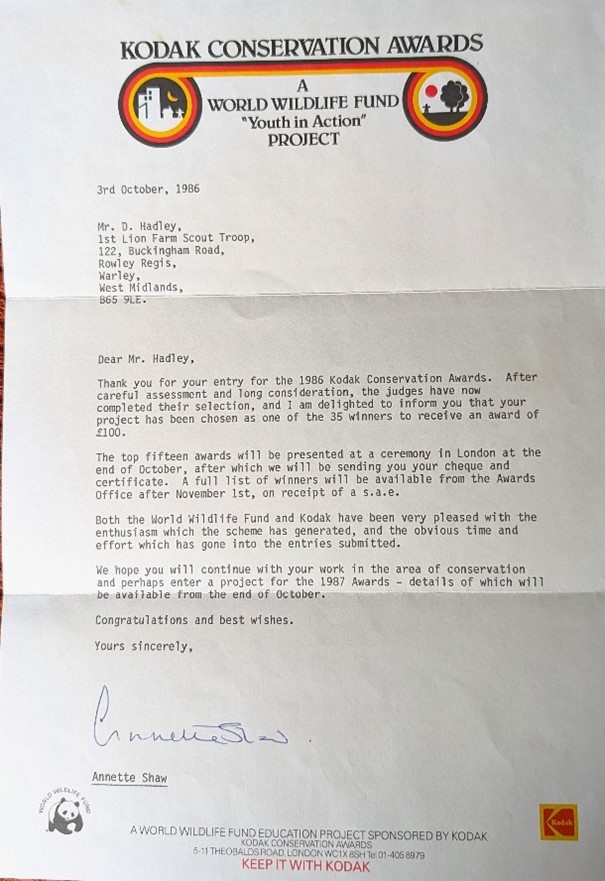 KODAK CONSERVATION AWARDS
A
WORLD WILDLIFE FUND
"Youth in Action"
PROJECT
3rd October, 1986
Mr. D. Hadley,
1st Lion Farm Scout Troop,
122, Buckingham Road,
Rowley Regis,
Warley,
West Midlands,
B65 9LE.
Dear Mr. Hadley,
Thank you for your entry for the 1986 Kodak Conservation Awards. After
careful assessment and long consideration, the judges have now
completed their selection, and I am delighted to inform you that your
project has been chosen as one of the 35 winners to receive an award of
£100.
The top fifteen awards will be presented at a ceremony in London at the
end of October, after which we will be sending you your cheque and
certificate. A full list of winners will be available from the Awards
Office after November 1st, on receipt of a s.a.e.
Both the World Wildlife Fund and Kodak have been very pleased with the
enthusiasm which the scheme has generated, and the obvious time and
effort which has gone into the entries submitted.
We hope you will continue with your work in the area of conservation
and perhaps enter a project for the 1987 Awards - details of which will
be available from the end of October.
Congratulations and best wishes.
Yours sincerely,
Annette Shaw
Annette Shaw
WORLD WILDLIFE FUND
Kodak
A WORLD WILDLIFE FUND EDUCATION PROJECT SPONSORED BY KODAK
KODAK CONSERVATION AWARDS
5-11 THEOBALDS ROAD, LONDON WC1X 8SH Tel: 01-405 8979
KEEP IT WITH KODAK